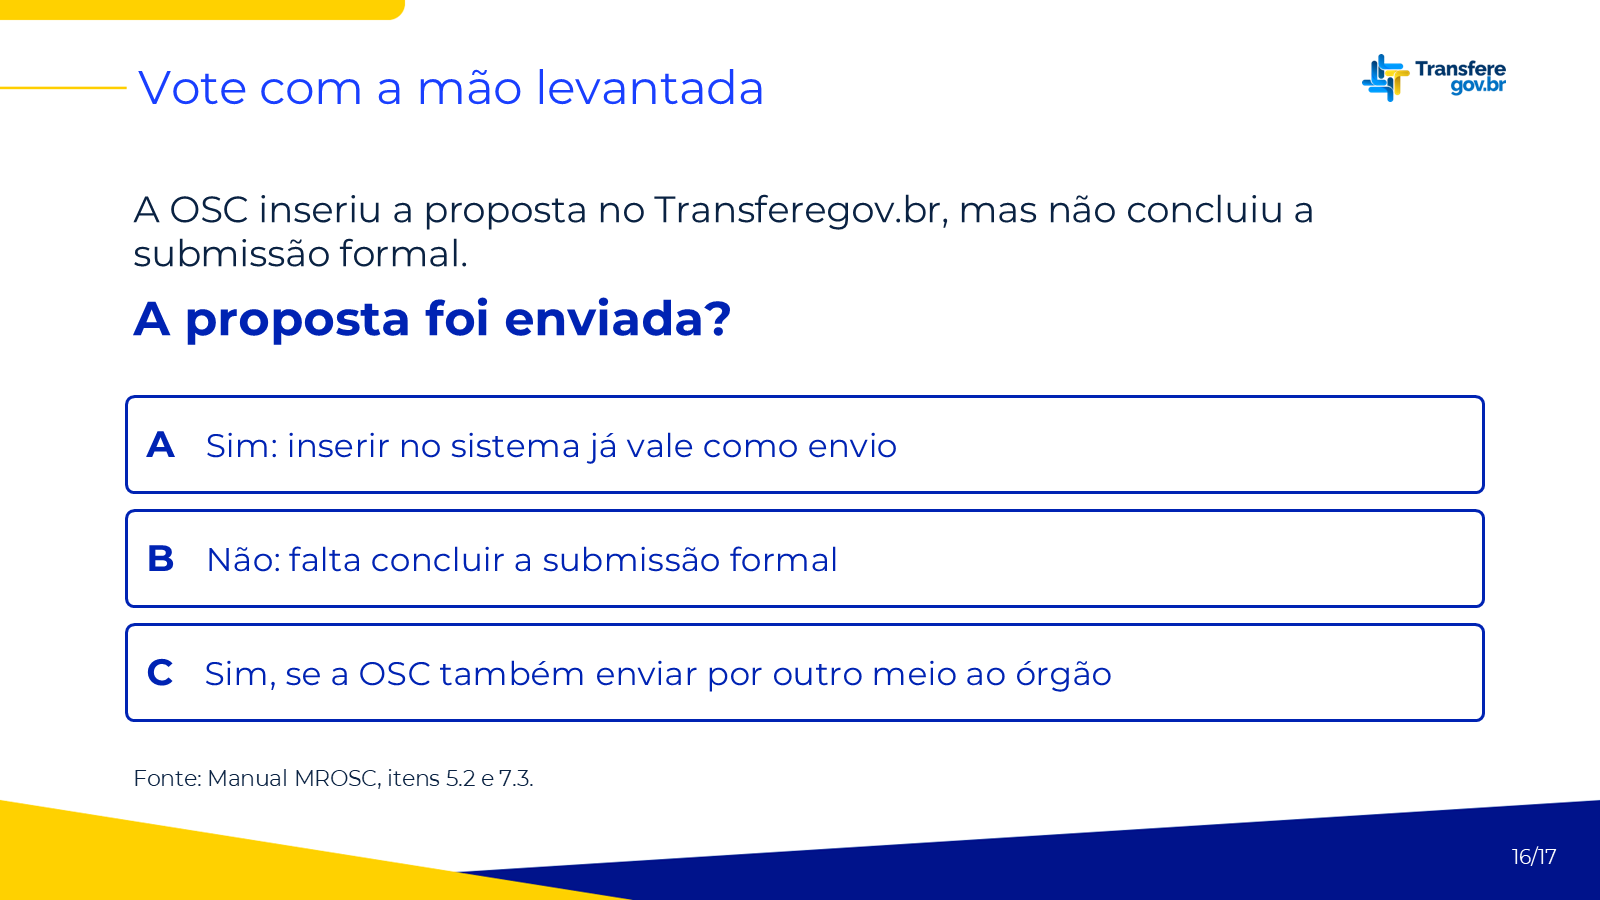 Vote com a mão levantada
Transfere
gov.br
A OSC inseriu a proposta no Transferegov.br, mas não concluiu a
submissão formal.
A proposta foi enviada?
A Sim: inserir no sistema já vale como envio
B Não: falta concluir a submissão formal
C Sim, se a OSC também enviar por outro meio ao órgão
Fonte: Manual MROSC, itens 5.2 e 7.3.
16/17